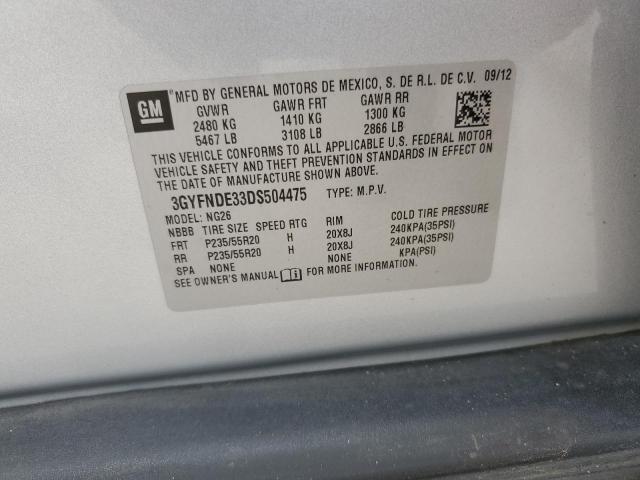 GM
®
MFD BY GENERAL MOTORS DE MEXICO, S. DE R.L. DE C.V. 09/12
GVWR GAWR FRT GAWR RR
2480 KG 1410 KG 1300 KG
5467 LB 3108 LB 2866 LB
THIS VEHICLE CONFORMS TO ALL APPLICABLE U.S. FEDERAL MOTOR
VEHICLE SAFETY AND THEFT PREVENTION STANDARDS IN EFFECT ON
THE DATE OF MANUFACTURE SHOWN ABOVE.
3GYFNDE33DS504475 TYPE: M.P.V.
MODEL: NG26
NBBB TIRE SIZE SPEED RTG RIM COLD TIRE PRESSURE
FRT P235/55R20 H 20X8J 240KPA(35PSI)
RR P235/55R20 H 20X8J 240KPA(35PSI)
SPA NONE NONE KPA(PSI)
SEE OWNER'S MANUAL FOR MORE INFORMATION.